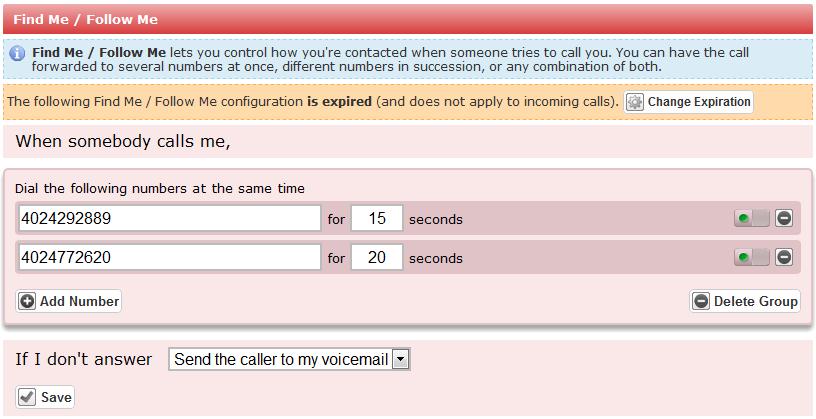 Find Me / Follow Me
Find Me / Follow Me lets you control how you're contacted when someone tries to call you. You can have the call
forwarded to several numbers at once, different numbers in succession, or any combination of both.
The following Find Me / Follow Me configuration is expired (and does not apply to incoming calls). Change Expiration
When somebody calls me,
Dial the following numbers at the same time
4024292889 for 15 seconds
4024772620 for 20 seconds
Add Number Delete Group
If I don't answer Send the caller to my voicemail
Save